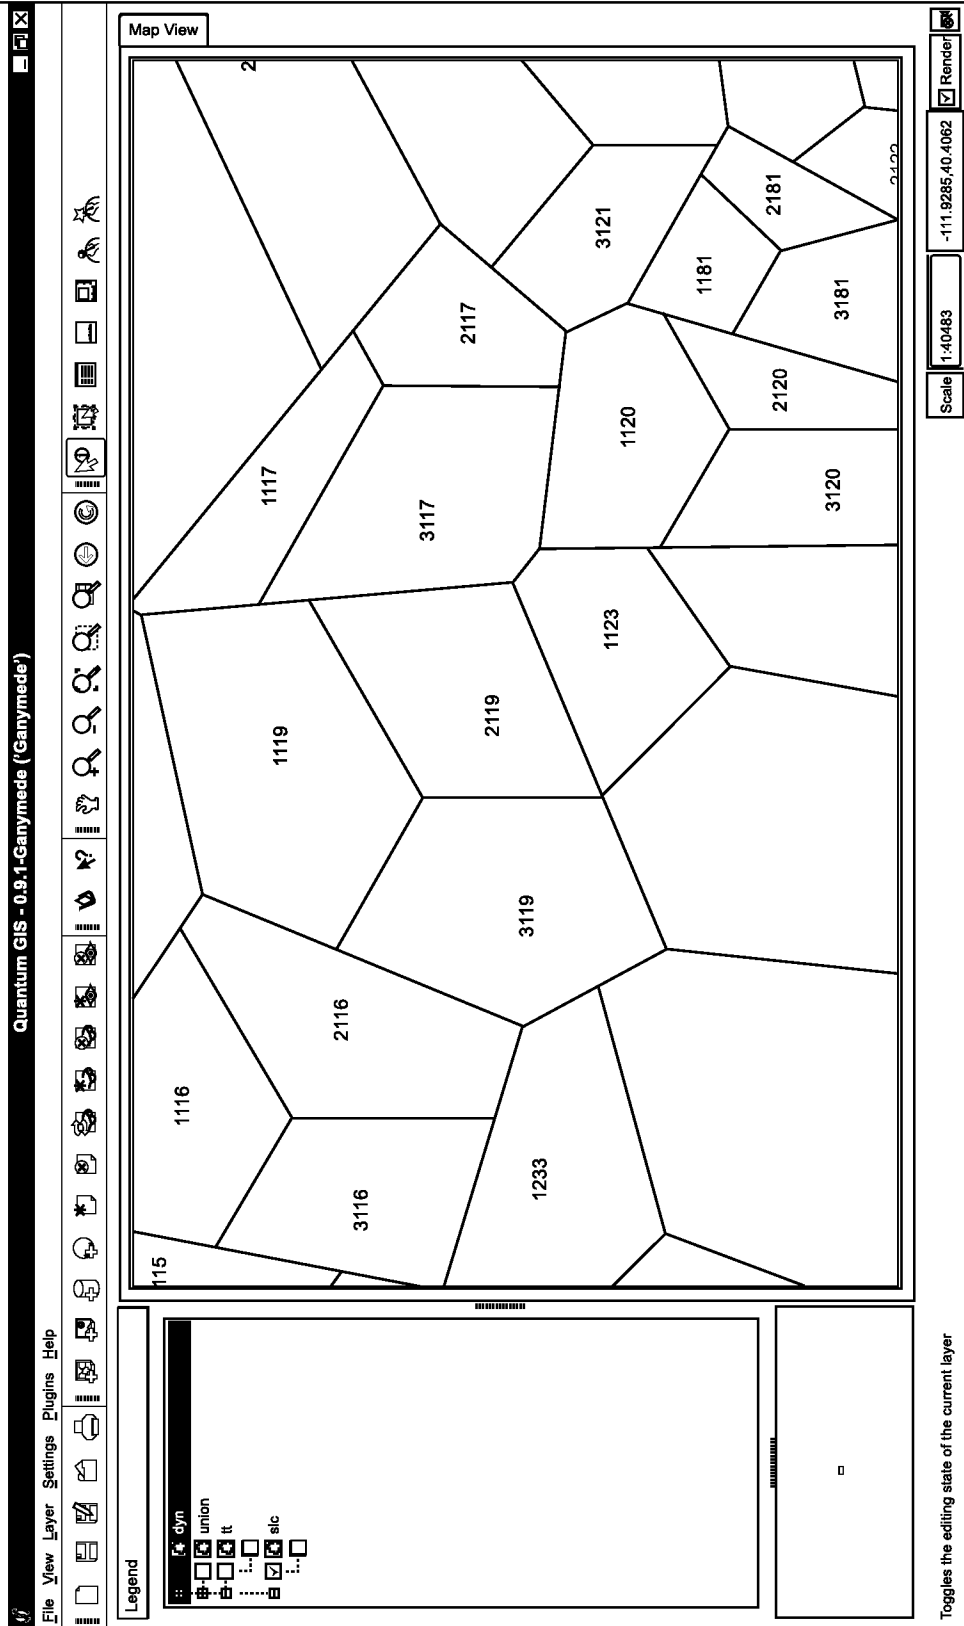 Quantum GIS - 0.9.1-Ganymede ('Ganymede')
File View Layer Settings Plugins Help
Legend
dyn
union
tt
slc
Map View
115
1116
2116
3116
1233
1119
2119
3119
1117
2117
3117
1123
1120
2120
3120
3121
1181
2181
3181
2
Toggles the editing state of the current layer
Scale 1:40483 -111.9285,40.4062 Render